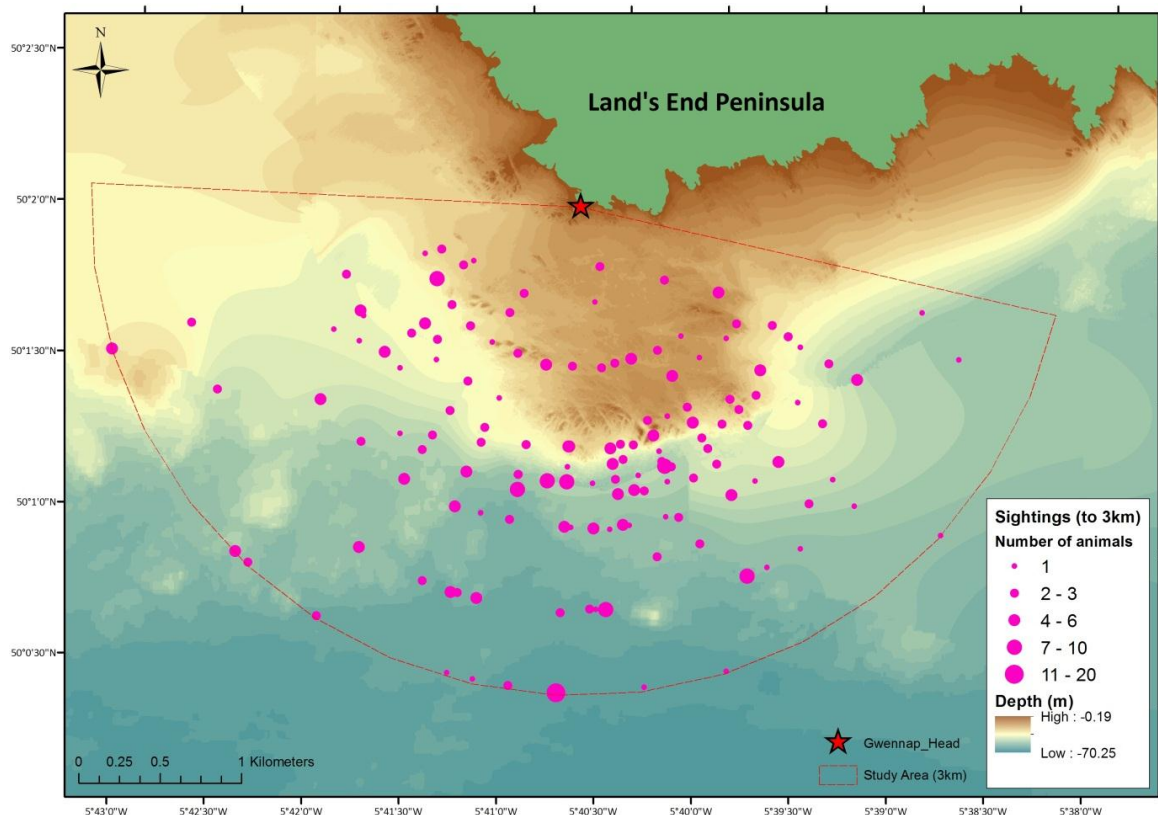 N
Land's End Peninsula
50°2'30"N
50°2'0"N
50°1'30"N
50°1'0"N
50°0'30"N
Sightings (to 3km)
Number of animals
1
2 - 3
4 - 6
7 - 10
11 - 20
Depth (m)
High : -0.19
Low : -70.25
Gwennap_Head
Study Area (3km)
0 0.25 0.5 1 Kilometers
5°43'0"W 5°42'30"W 5°42'0"W 5°41'30"W 5°41'0"W 5°40'30"W 5°40'0"W 5°39'30"W 5°39'0"W 5°38'30"W 5°38'0"W